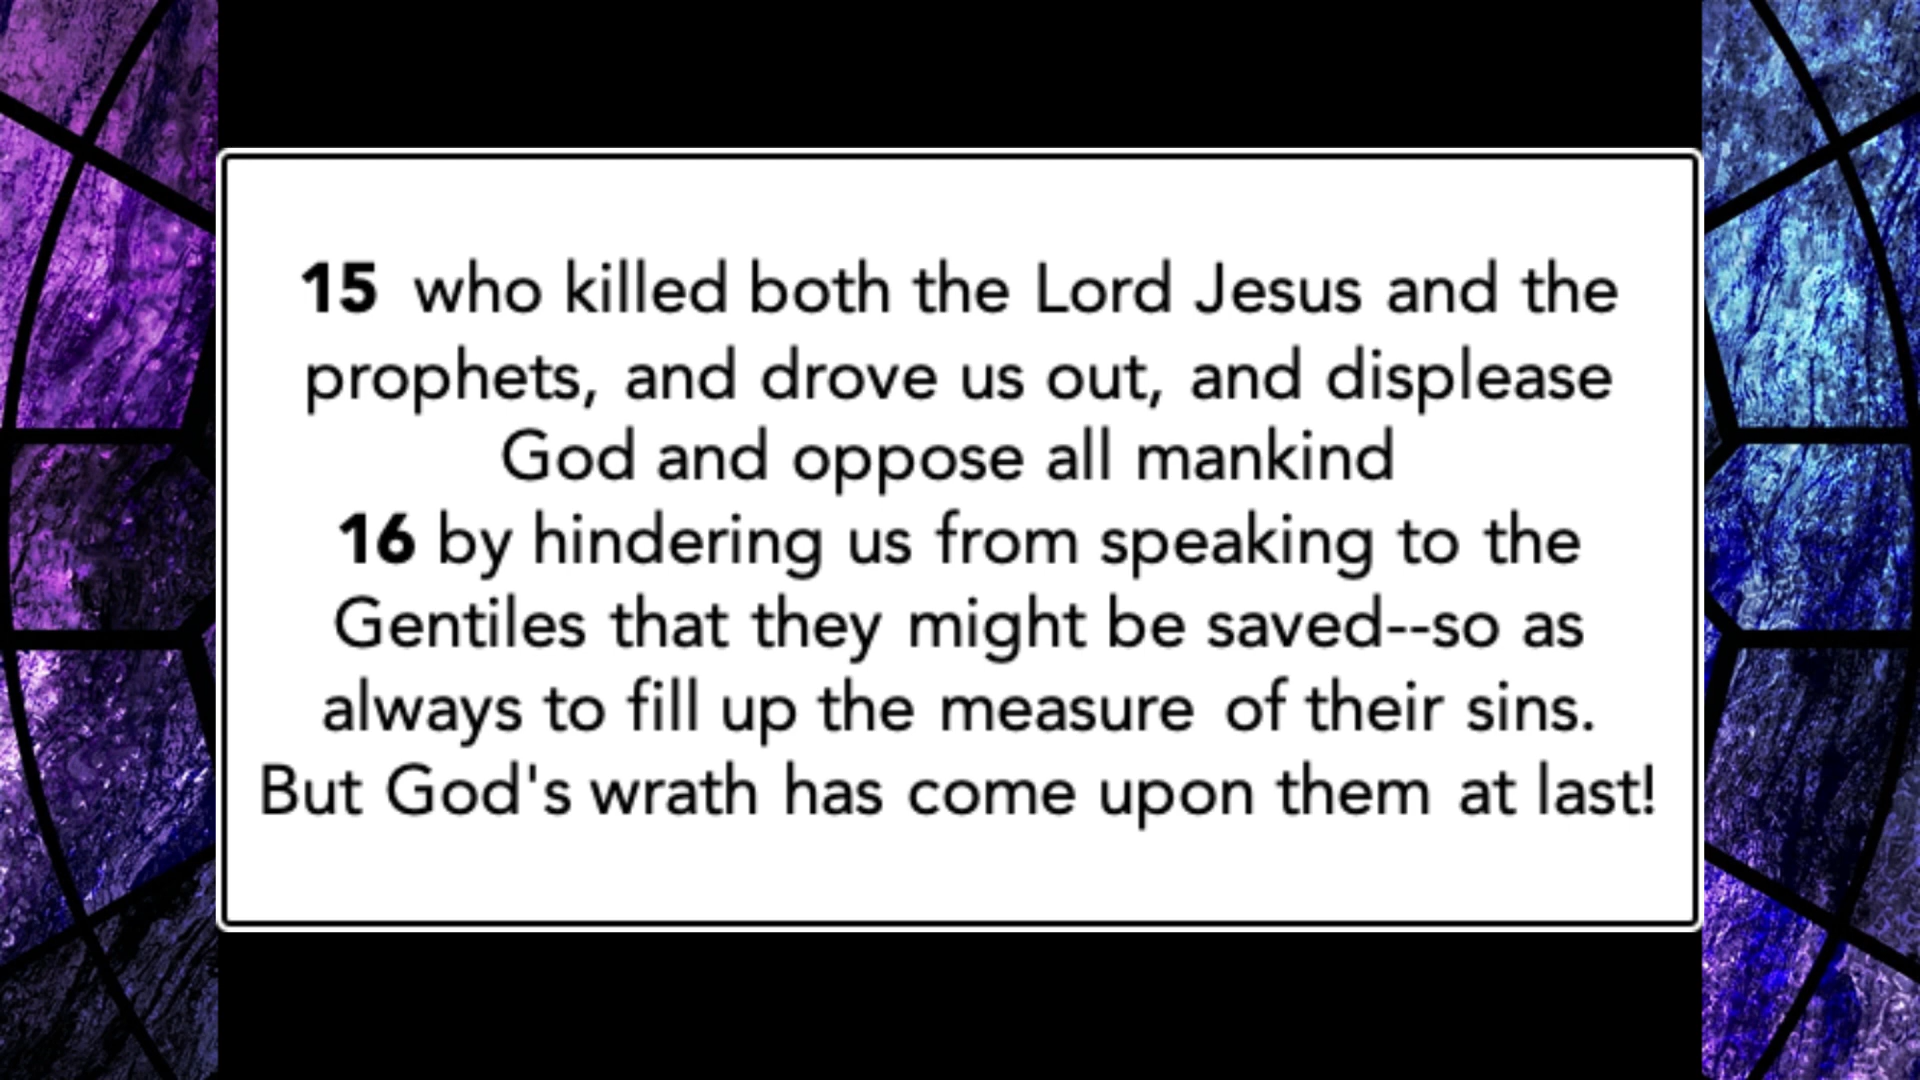 15 who killed both the Lord Jesus and the
prophets, and drove us out, and displease
God and oppose all mankind
16 by hindering us from speaking to the
Gentiles that they might be saved--so as
always to fill up the measure of their sins.
But God's wrath has come upon them at last!